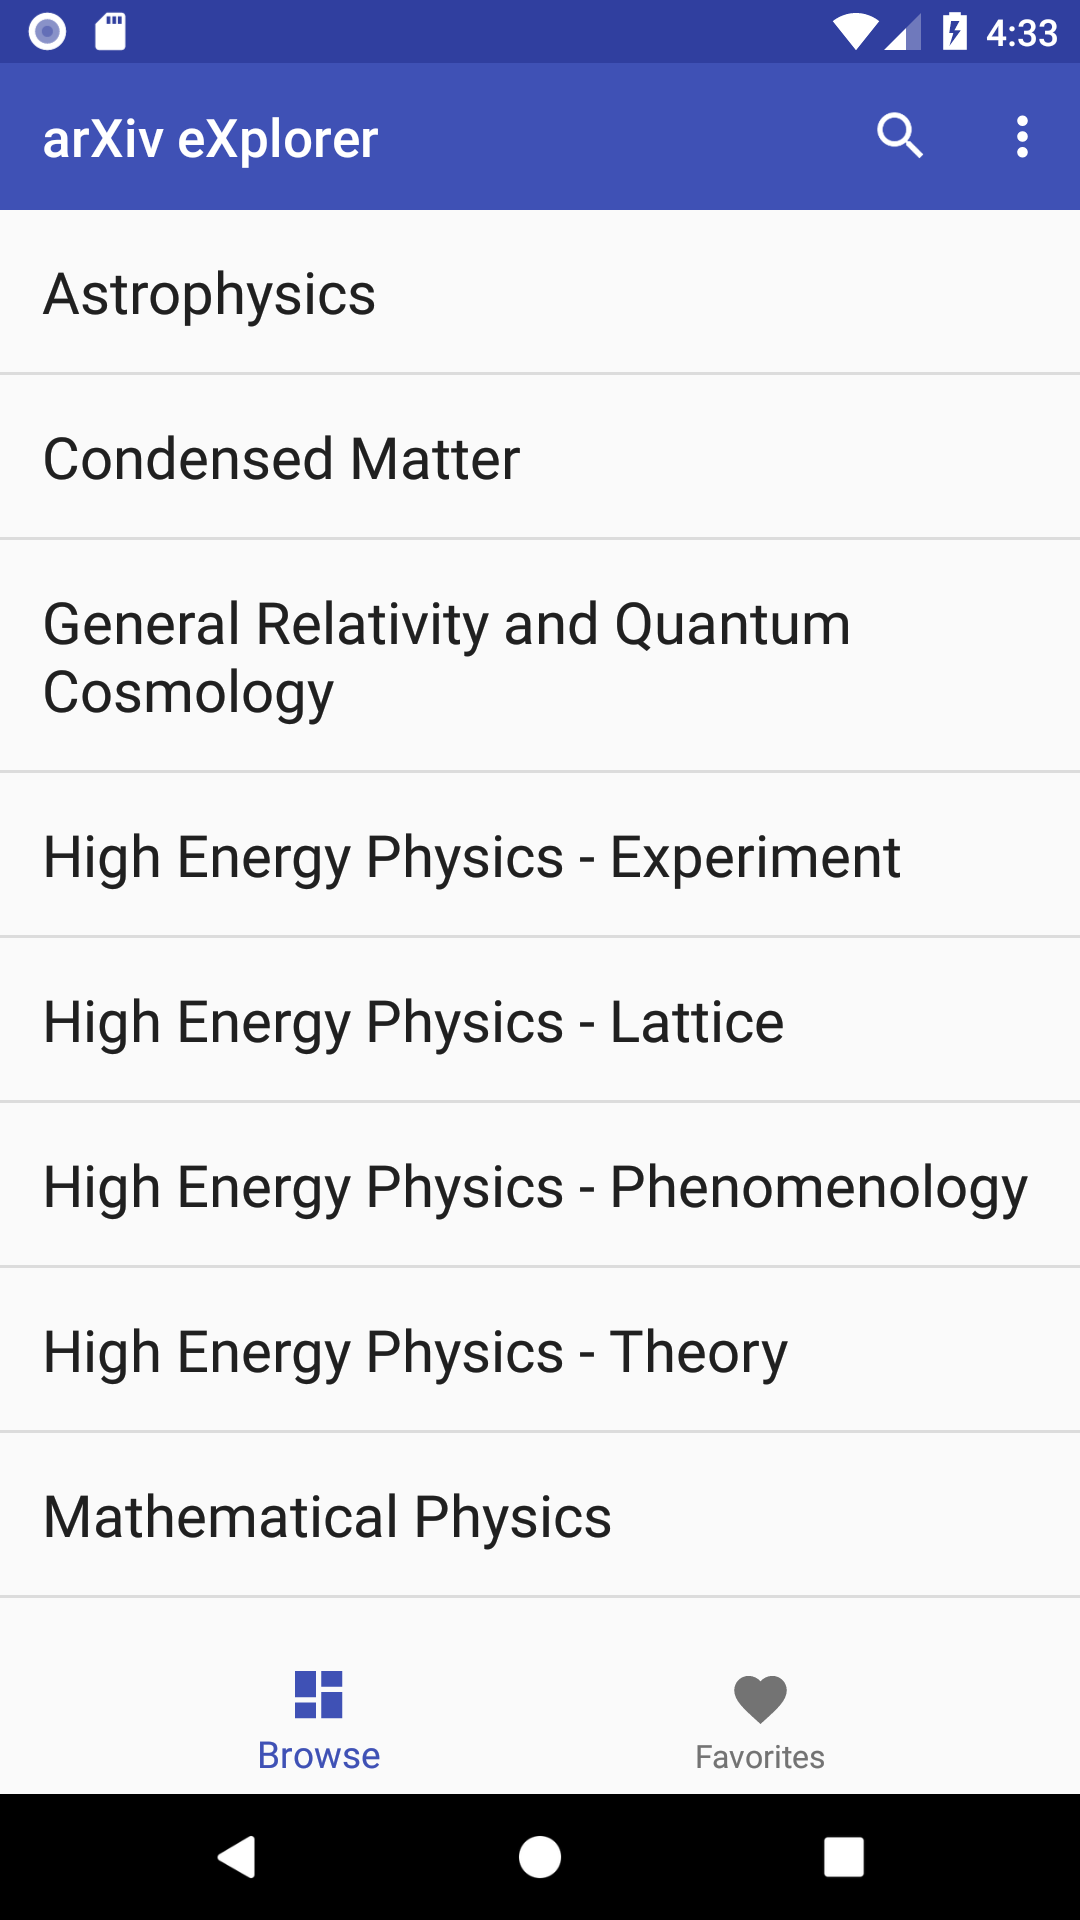 4:33
arXiv eXplorer
Astrophysics
Condensed Matter
General Relativity and Quantum
Cosmology
High Energy Physics - Experiment
High Energy Physics - Lattice
High Energy Physics - Phenomenology
High Energy Physics - Theory
Mathematical Physics
Browse
Favorites